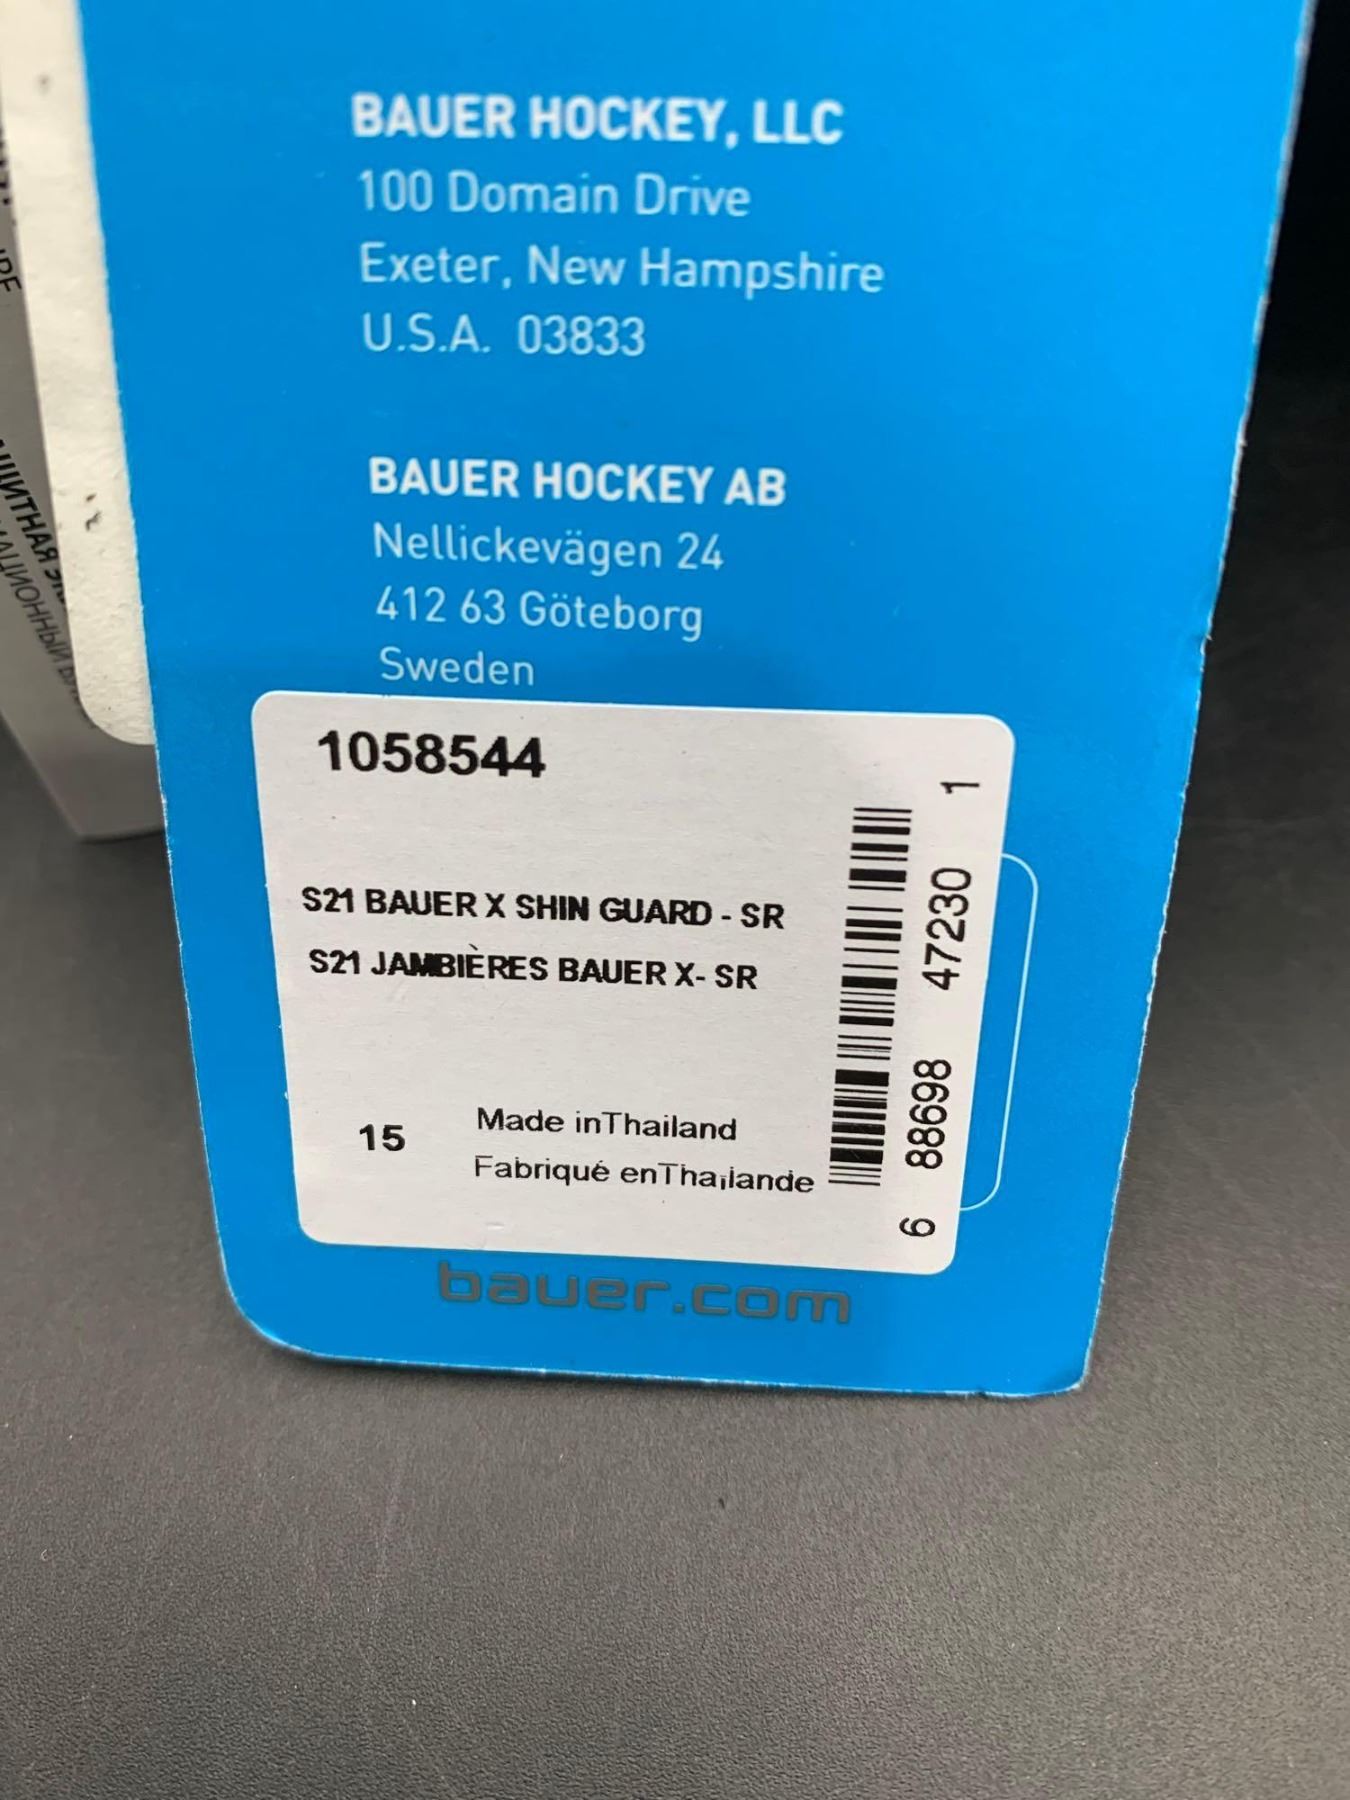 BAUER HOCKEY, LLC
100 Domain Drive
Exeter, New Hampshire
U.S.A. 03833
BAUER HOCKEY AB
Nellickevägen 24
412 63 Göteborg
Sweden
1058544
S21 BAUER X SHIN GUARD - SR
S21 JAMBIÈRES BAUER X- SR
15
Made inThailand
Fabriqué enThaïlande
6 88698 47230 1
bauer.com